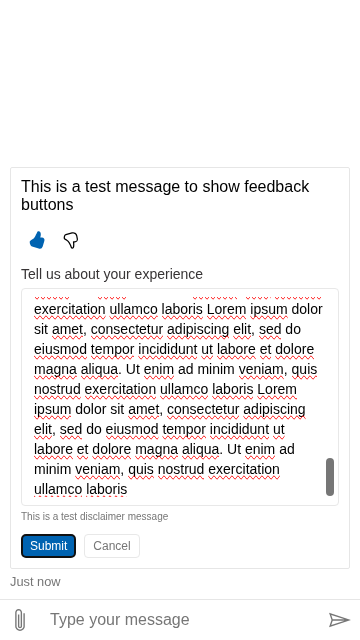 This is a test message to show feedback
buttons
Tell us about your experience
exercitation ullamco laboris Lorem ipsum dolor
sit amet, consectetur adipiscing elit, sed do
eiusmod tempor incididunt ut labore et dolore
magna aliqua. Ut enim ad minim veniam, quis
nostrud exercitation ullamco laboris Lorem
ipsum dolor sit amet, consectetur adipiscing
elit, sed do eiusmod tempor incididunt ut
labore et dolore magna aliqua. Ut enim ad
minim veniam, quis nostrud exercitation
ullamco laboris
This is a test disclaimer message
Submit
Cancel
Just now
Type your message